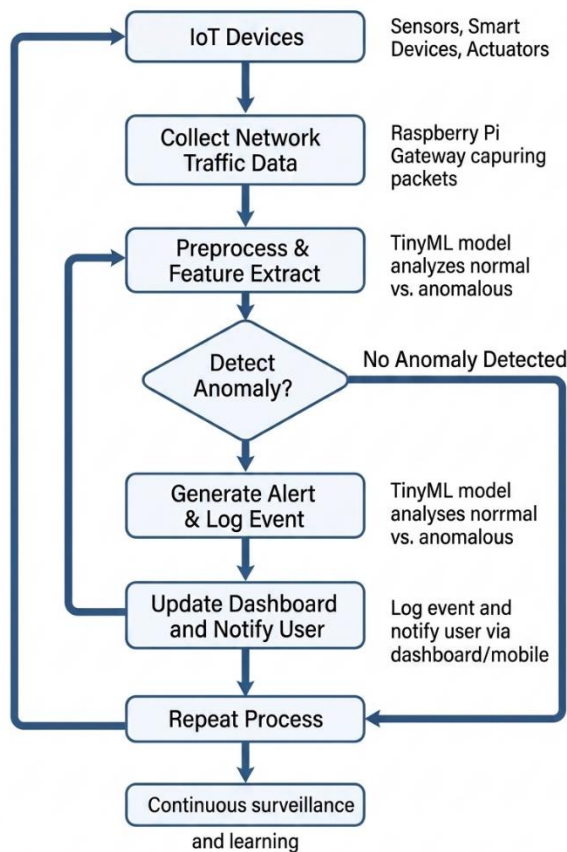 IoT Devices
Sensors, Smart
Devices, Actuators
Collect Network
Traffic Data
Raspberry Pi
Gateway capuring
packets
Preprocess &
Feature Extract
TinyML model
analyzes normal
vs. anomalous
Detect
Anomaly?
No Anomaly Detected
Generate Alert
& Log Event
TinyML model
analyses norrmal
vs. anomalous
Update Dashboard
and Notify User
Log event and
notify user via
dashboard/mobile
Repeat Process
Continuous surveillance
and learning